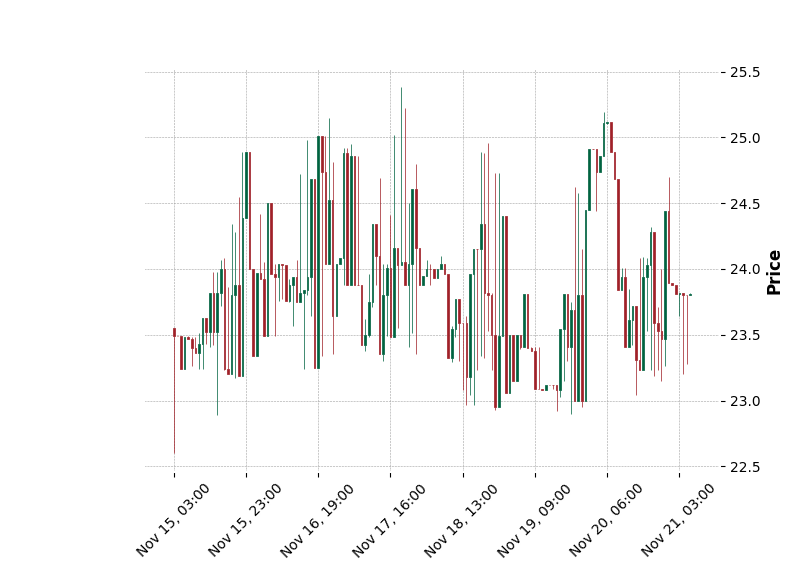 25.5
25.0
24.5
24.0
23.5
23.0
22.5
Price
Nov 15, 03:00
Nov 15, 23:00
Nov 16, 19:00
Nov 17, 16:00
Nov 18, 13:00
Nov 19, 09:00
Nov 20, 06:00
Nov 21, 03:00